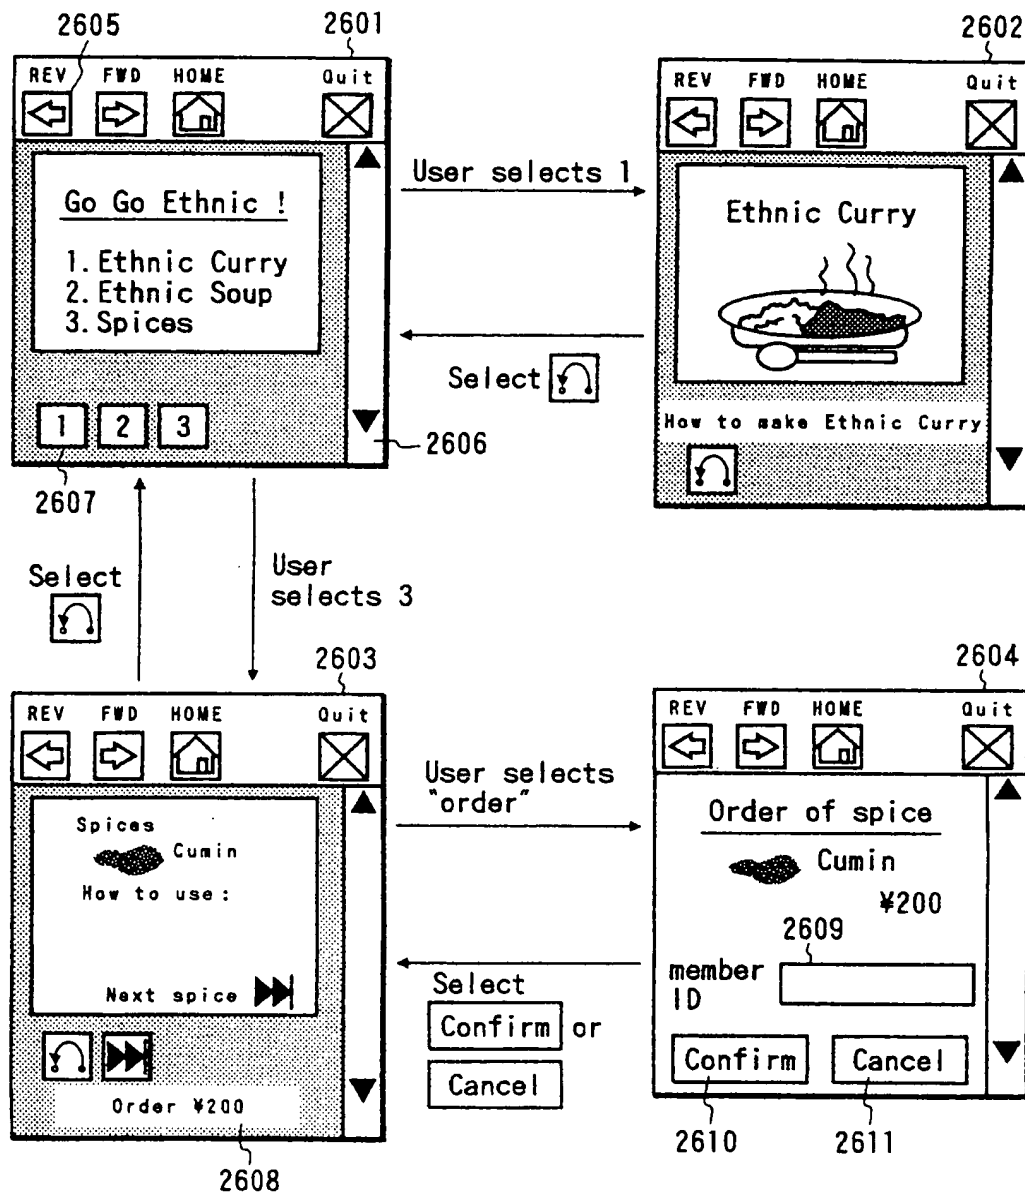 2605
2601
2602
REV FWD HOME Quit
REV FWD HOME Quit
Go Go Ethnic !
1. Ethnic Curry
2. Ethnic Soup
3. Spices
1 2 3
2606
2607
User selects 1
Select
Ethnic Curry
How to make Ethnic Curry
Select
User
selects 3
2603
2604
REV FWD HOME Quit
REV FWD HOME Quit
Spices
Cumin
How to use :
Next spice
Order ¥200
2608
User selects
"order"
Select
Confirm or
Cancel
Order of spice
Cumin
¥200
2609
member
ID
Confirm Cancel
2610 2611